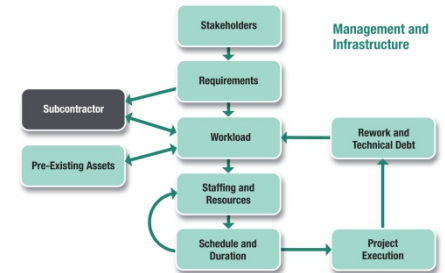 Stakeholders
Management and
Infrastructure
Requirements
Subcontractor
Workload
Rework and
Technical Debt
Pre-Existing Assets
Staffing and
Resources
Schedule and
Duration
Project
Execution